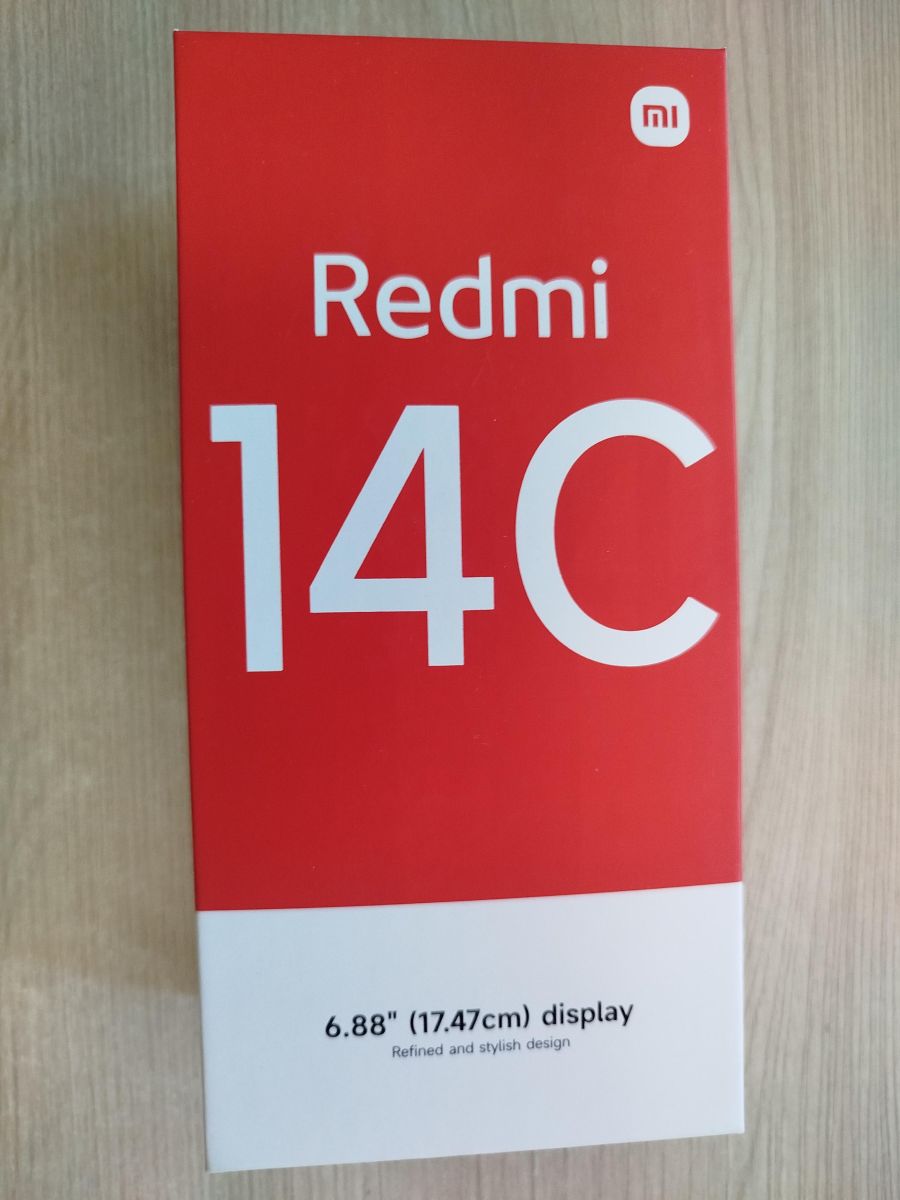 mi
Redmi
14C
6.88" (17.47cm) display
Refined and stylish design